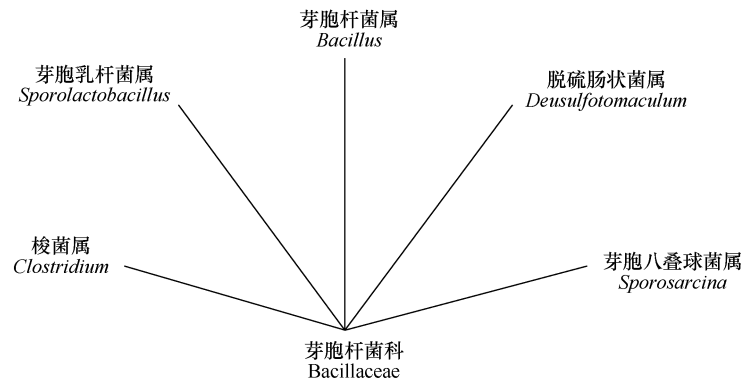 芽胞杆菌属
Bacillus
芽胞乳杆菌属
Sporolactobacillus
脱硫肠状菌属
Deusulfotomaculum
梭菌属
Clostridium
芽胞八叠球菌属
Sporosarcina
芽胞杆菌科
Bacillaceae